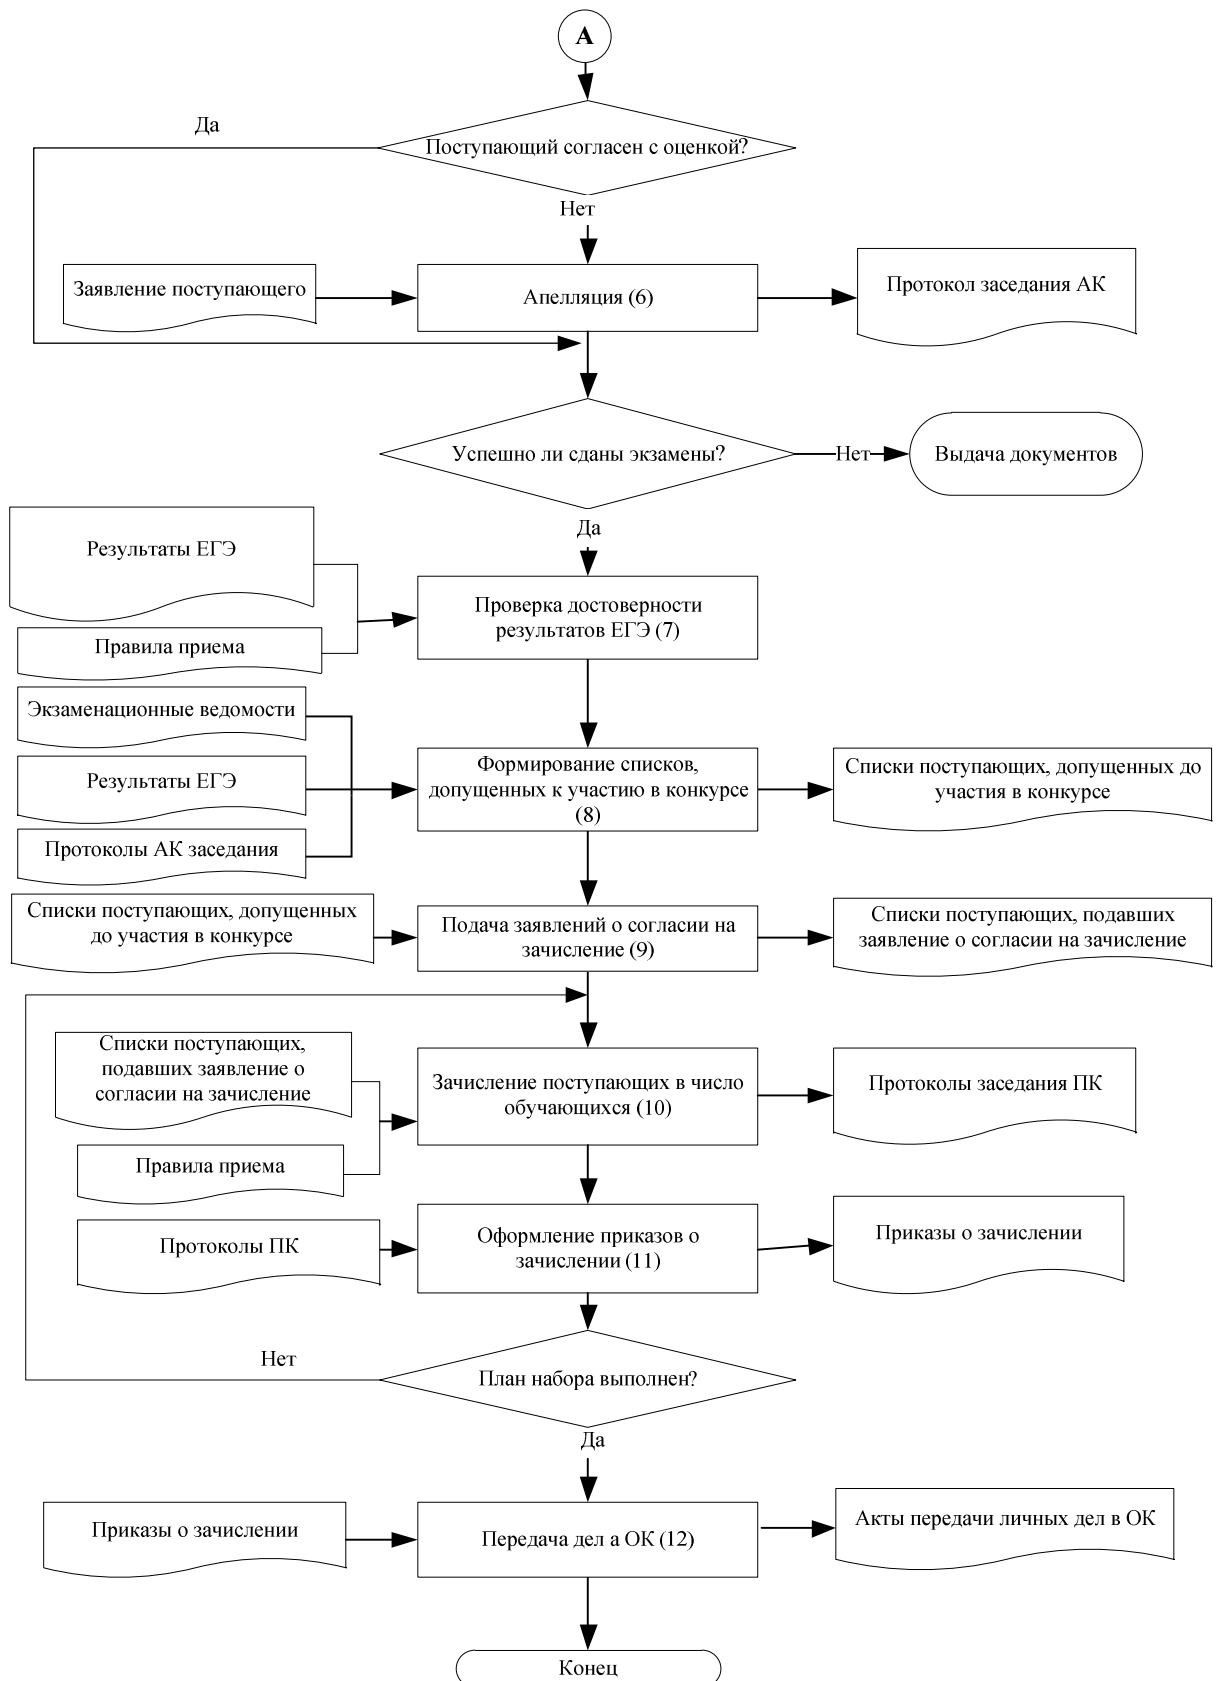 А
Да
Поступающий согласен с оценкой?
Нет
Заявление поступающего
Апелляция (6)
Протокол заседания АК
Успешно ли сданы экзамены?
Нет
Выдача документов
Да
Результаты ЕГЭ
Правила приема
Проверка достоверности
результатов ЕГЭ (7)
Экзаменационные ведомости
Результаты ЕГЭ
Протоколы АК заседания
Формирование списков,
допущенных к участию в конкурсе
(8)
Списки поступающих, допущенных до
участия в конкурсе
Списки поступающих, допущенных
до участия в конкурсе
Подача заявлений о согласии на
зачисление (9)
Списки поступающих, подавших
заявление о согласии на зачисление
Списки поступающих,
подавших заявление о
согласии на зачисление
Правила приема
Зачисление поступающих в число
обучающихся (10)
Протоколы заседания ПК
Протоколы ПК
Оформление приказов о
зачислении (11)
Приказы о зачислении
Нет
План набора выполнен?
Да
Приказы о зачислении
Передача дел а ОК (12)
Акты передачи личных дел в ОК
Конец